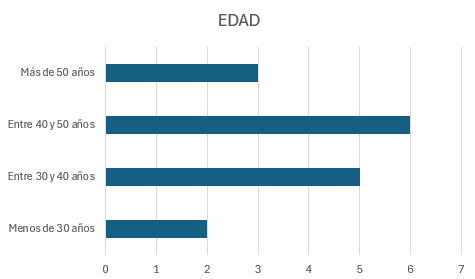 EDAD
Más de 50 años
Entre 40 y 50 años
Entre 30 y 40 años
Menos de 30 años
0 1 2 3 4 5 6 7